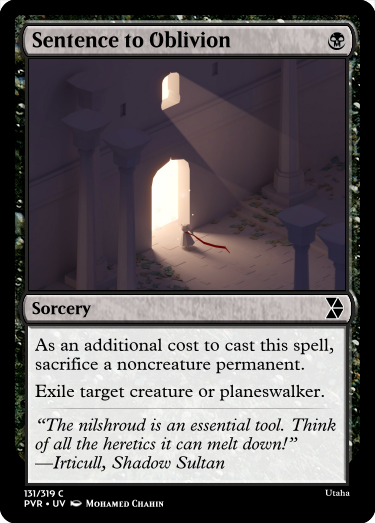 Sentence to Oblivion
Sorcery
As an additional cost to cast this spell,
sacrifice a noncreature permanent.
Exile target creature or planeswalker.
“The nilshroud is an essential tool. Think
of all the heretics it can melt down!”
—Irticull, Shadow Sultan
131/319 C
Utaha
PVR • UV Mohamed Chahin